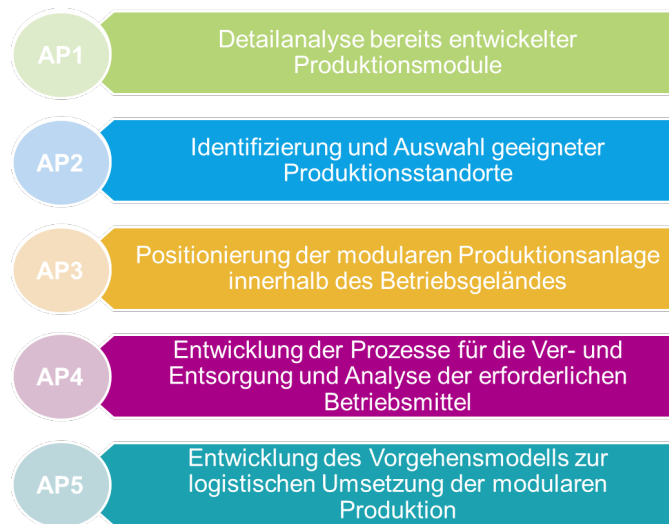 AP1
Detailanalyse bereits entwickelter
Produktionsmodule
AP2
Identifizierung und Auswahl geeigneter
Produktionsstandorte
AP3
Positionierung der modularen Produktionsanlage
innerhalb des Betriebsgeländes
AP4
Entwicklung der Prozesse für die Ver- und
Entsorgung und Analyse der erforderlichen
Betriebsmittel
AP5
Entwicklung des Vorgehensmodells zur
logistischen Umsetzung der modularen
Produktion